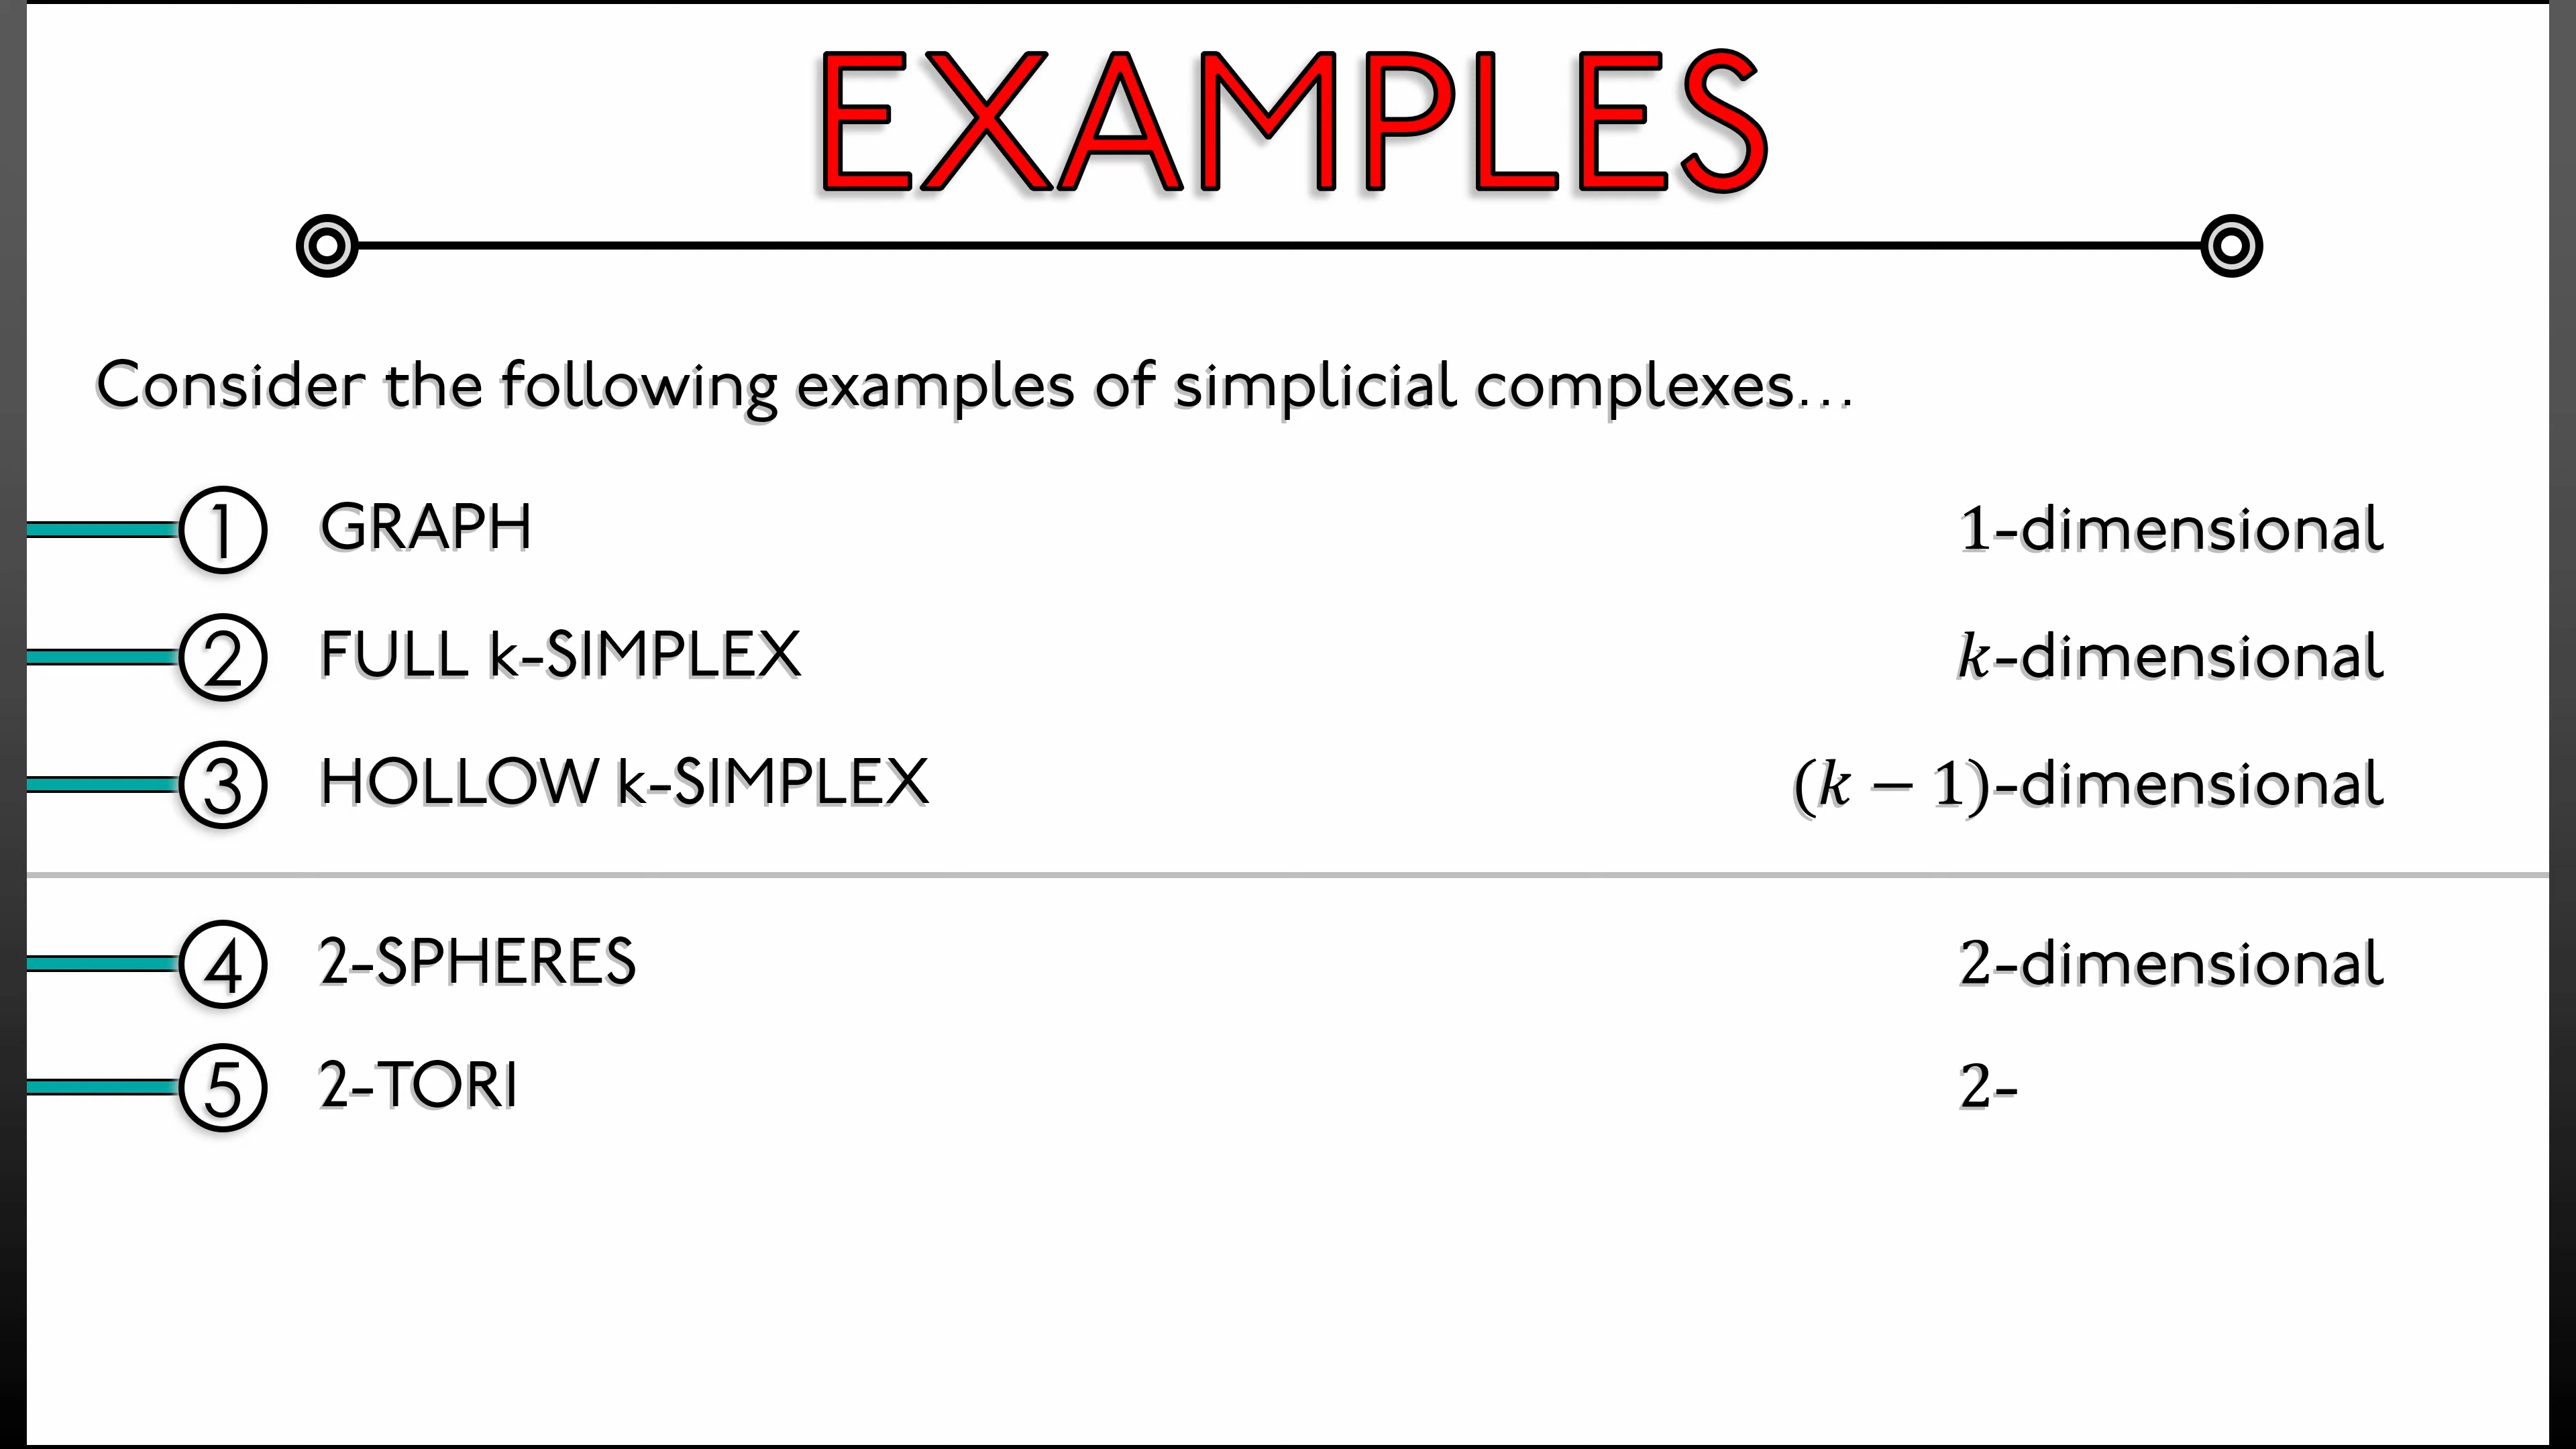 EXAMPLES
Consider the following examples of simplicial complexes...
1 GRAPH 1-dimensional
2 FULL k-SIMPLEX k-dimensional
3 HOLLOW k-SIMPLEX (k − 1)-dimensional
4 2-SPHERES 2-dimensional
5 2-TORI 2-